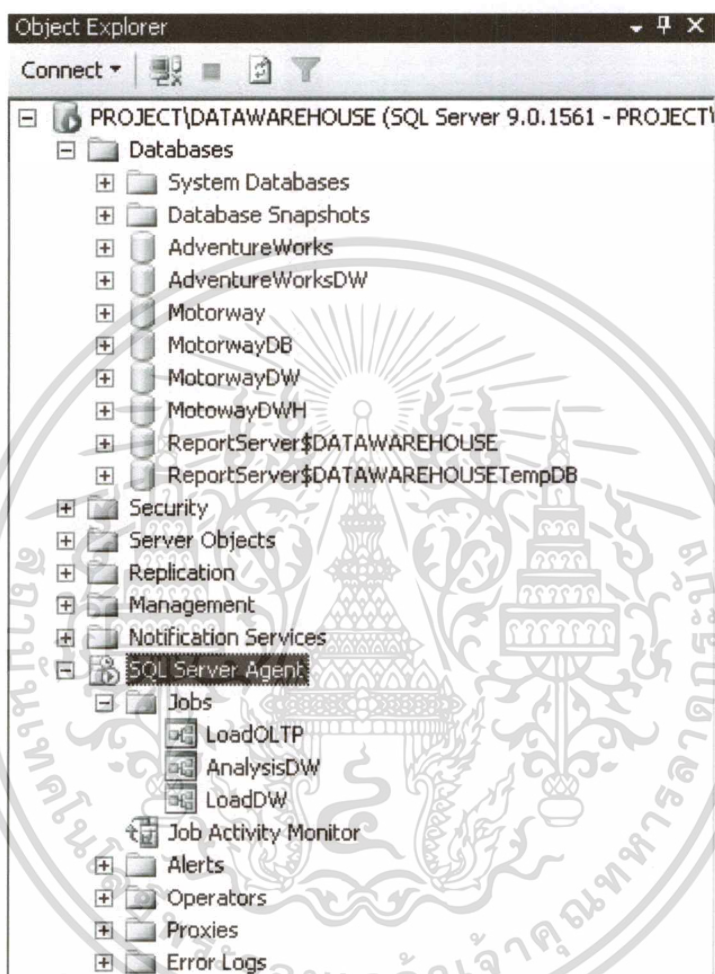 Object Explorer
Connect
PROJECT\DATAWAREHOUSE (SQL Server 9.0.1561 - PROJECT\
Databases
System Databases
Database Snapshots
AdventureWorks
AdventureWorksDW
Motorway
MotorwayDB
MotorwayDW
MotowayDWH
ReportServer$DATAWAREHOUSE
ReportServer$DATAWAREHOUSETempDB
Security
Server Objects
Replication
Management
Notification Services
SQL Server Agent
Jobs
LoadOLTP
AnalysisDW
LoadDW
Job Activity Monitor
Alerts
Operators
Proxies
Error Logs